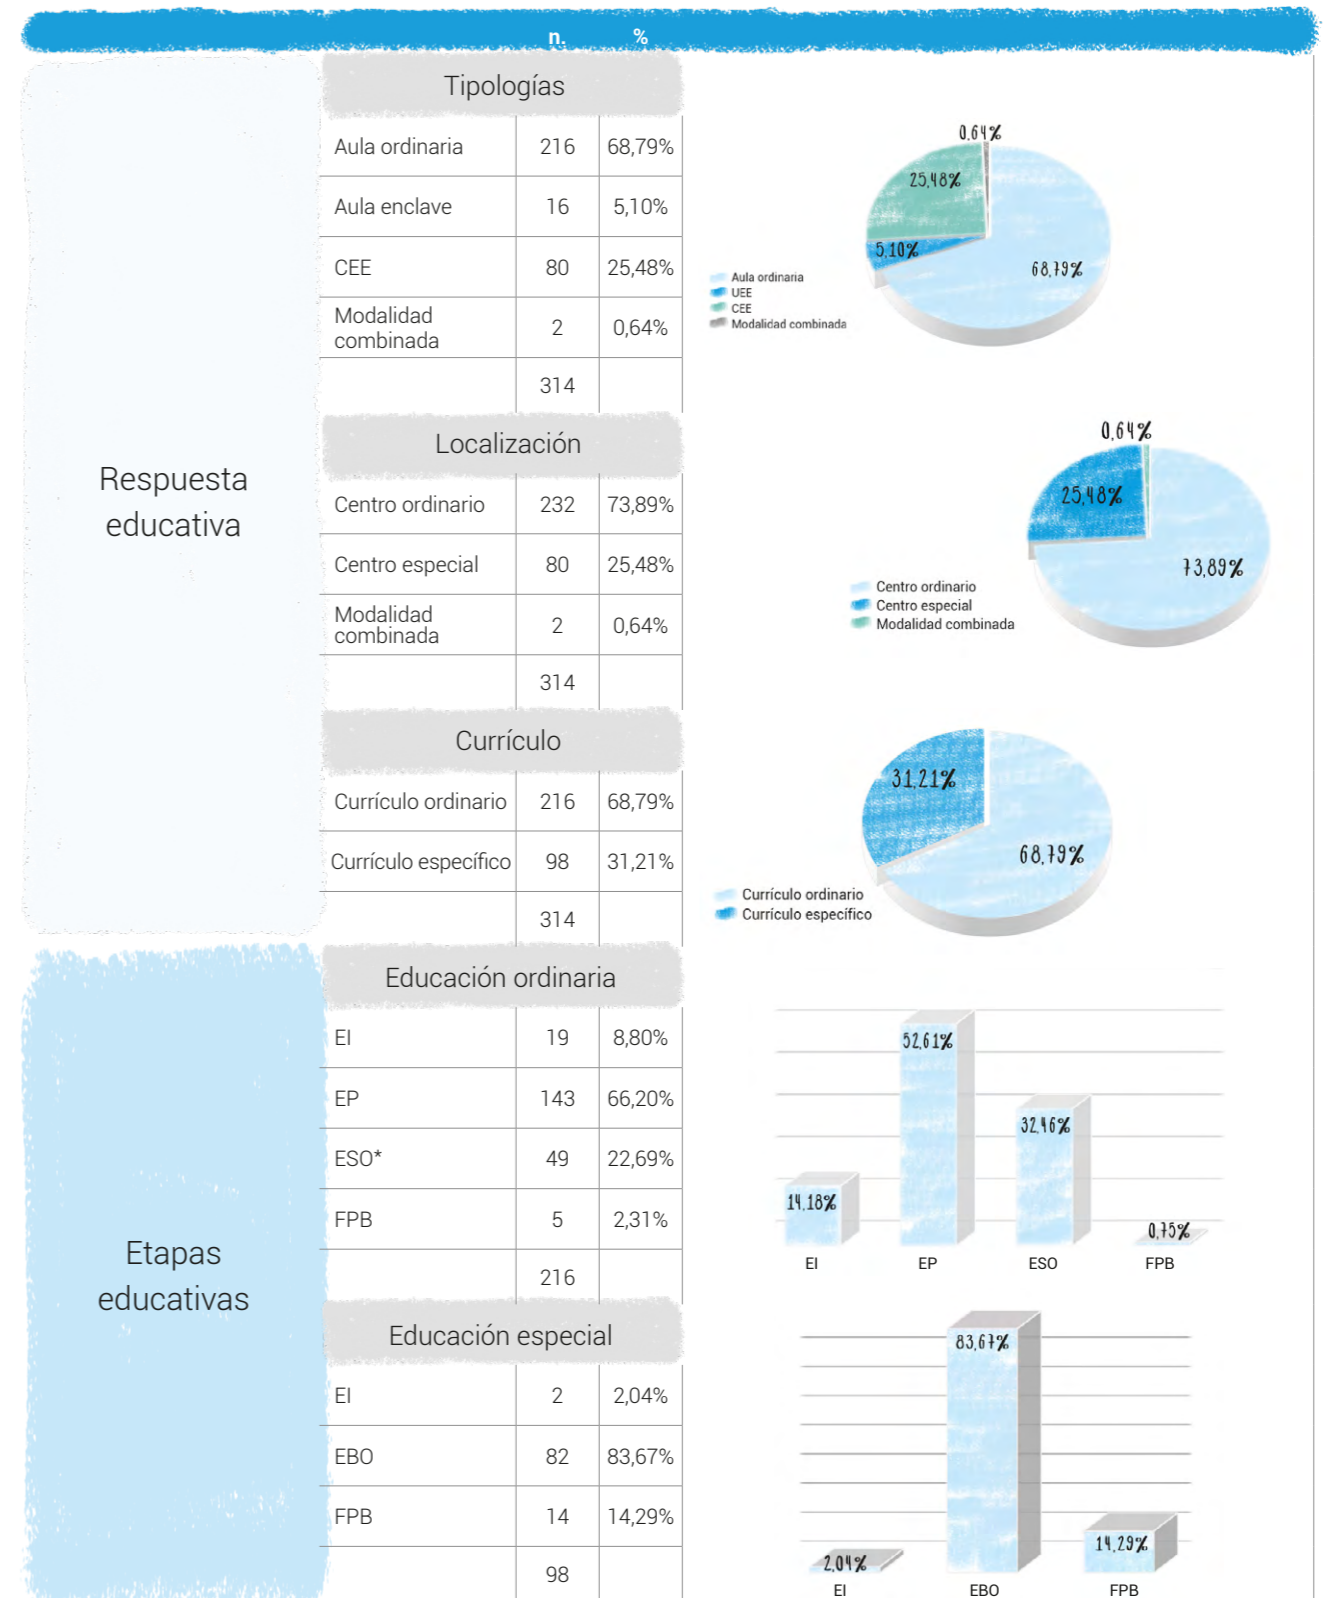 n. %
Tipologías
Aula ordinaria 216 68,79%
Aula enclave 16 5,10%
CEE 80 25,48%
Modalidad
combinada 2 0,64%
314
0,64%
25,48%
5,10%
68,79%
Aula ordinaria
UEE
CEE
Modalidad combinada
Respuesta
educativa
Localización
Centro ordinario 232 73,89%
Centro especial 80 25,48%
Modalidad
combinada 2 0,64%
314
0,64%
25,48%
73,89%
Centro ordinario
Centro especial
Modalidad combinada
Currículo
Currículo ordinario 216 68,79%
Currículo específico 98 31,21%
314
31,21%
68,79%
Currículo ordinario
Currículo específico
Etapas
educativas
Educación ordinaria
EI 19 8,80%
EP 143 66,20%
ESO* 49 22,69%
FPB 5 2,31%
216
52,61%
32,46%
14,18%
0,75%
EI EP ESO FPB
Educación especial
EI 2 2,04%
EBO 82 83,67%
FPB 14 14,29%
98
83,67%
14,29%
2,04%
EI EBO FPB